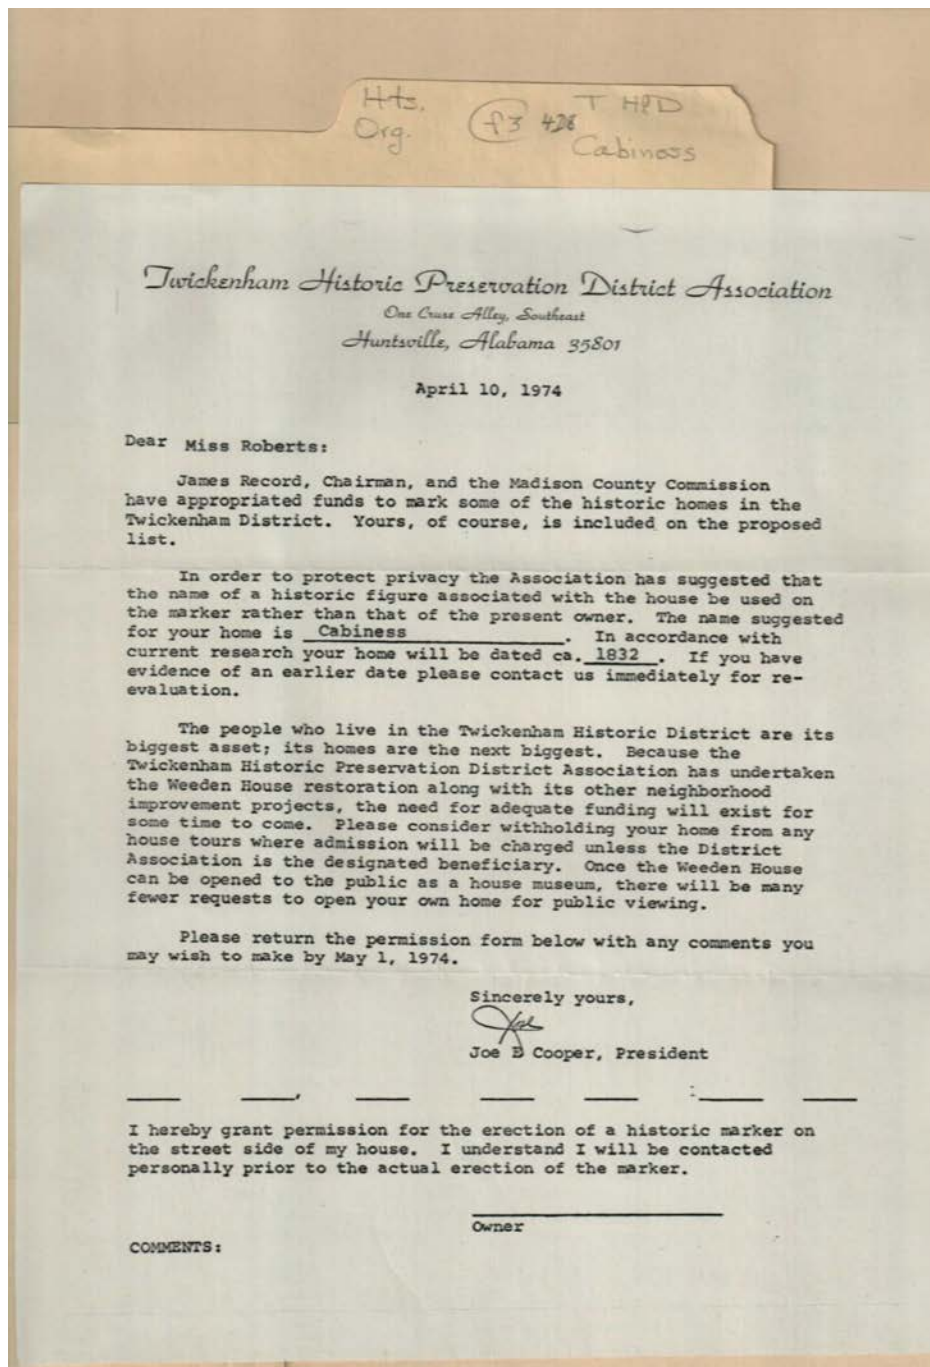 Hts. T HPD
Org. f3 428
Cabiness
Twickenham Historic Preservation District Association
One Cruse Alley, Southeast
Huntsville, Alabama 35801
April 10, 1974
Dear Miss Roberts:
James Record, Chairman, and the Madison County Commission
have appropriated funds to mark some of the historic homes in the
Twickenham District. Yours, of course, is included on the proposed
list.
In order to protect privacy the Association has suggested that
the name of a historic figure associated with the house be used on
the marker rather than that of the present owner. The name suggested
for your home is Cabiness. In accordance with
current research your home will be dated ca. 1832. If you have
evidence of an earlier date please contact us immediately for re-
evaluation.
The people who live in the Twickenham Historic District are its
biggest asset; its homes are the next biggest. Because the
Twickenham Historic Preservation District Association has undertaken
the Weeden House restoration along with its other neighborhood
improvement projects, the need for adequate funding will exist for
some time to come. Please consider withholding your home from any
house tours where admission will be charged unless the District
Association is the designated beneficiary. Once the Weeden House
can be opened to the public as a house museum, there will be many
fewer requests to open your own home for public viewing.
Please return the permission form below with any comments you
may wish to make by May 1, 1974.
Sincerely yours,
Joe
Joe B Cooper, President
I hereby grant permission for the erection of a historic marker on
the street side of my house. I understand I will be contacted
personally prior to the actual erection of the marker.
Owner
COMMENTS: